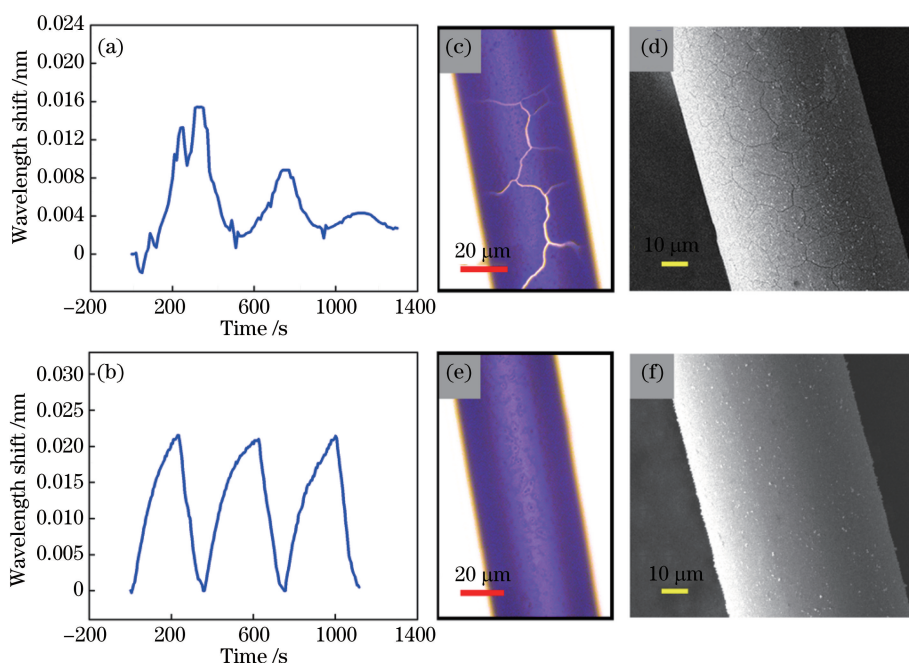 0.024
0.020
0.016
0.012
0.008
0.004
0
Wavelength shift /nm
(a)
−200
200
600
1000
1400
Time /s
(c)
20 μm
(d)
10 μm
0.030
0.025
0.020
0.015
0.010
0.005
0
Wavelength shift /nm
(b)
−200
200
600
1000
1400
Time /s
(e)
20 μm
(f)
10 μm